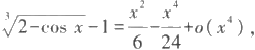 ∛(2−cos x) −1 = x²/6 − x⁴/24 + o(x⁴),